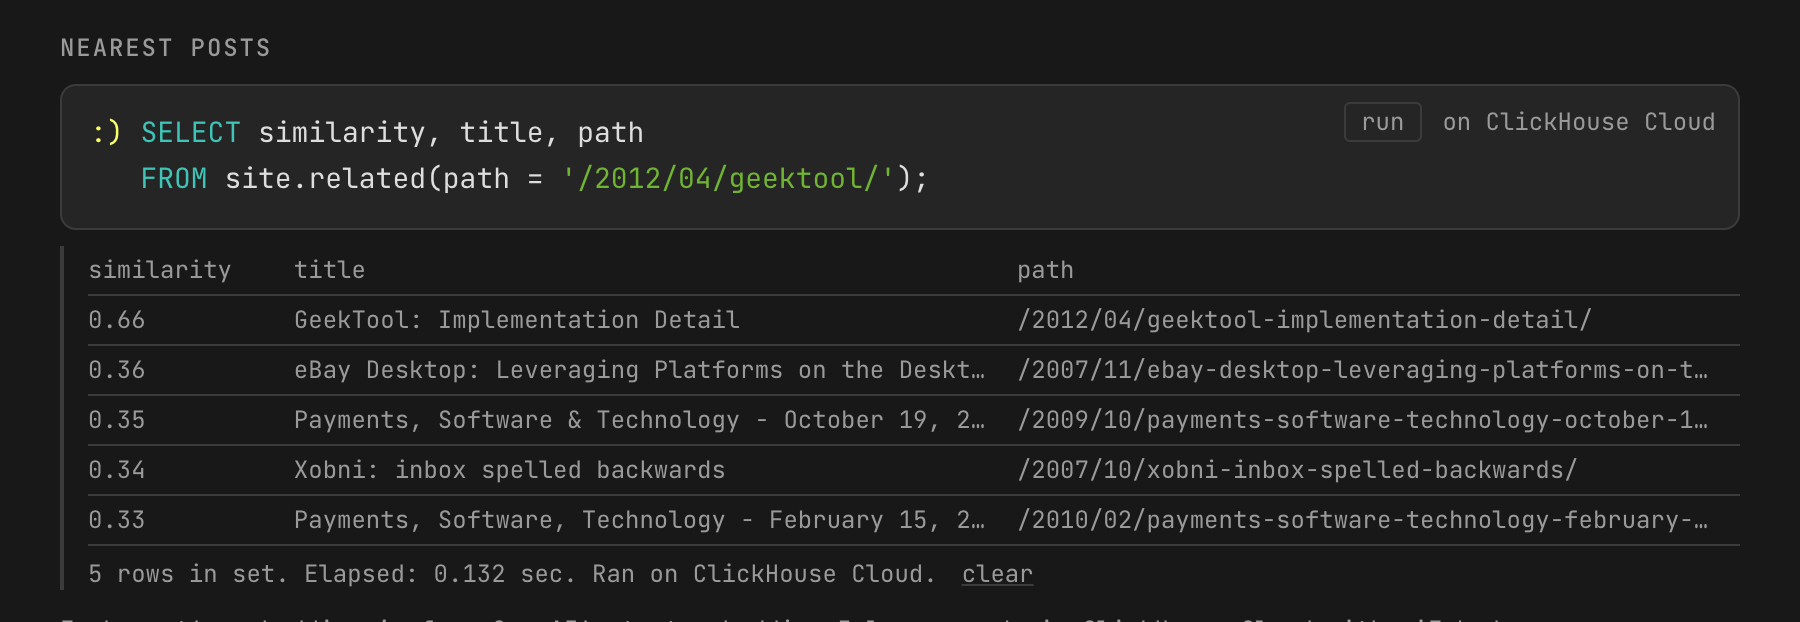 NEAREST POSTS
:) SELECT similarity, title, path
run on ClickHouse Cloud
FROM site.related(path = '/2012/04/geektool/');
similarity title path
0.66 GeekTool: Implementation Detail /2012/04/geektool-implementation-detail/
0.36 eBay Desktop: Leveraging Platforms on the Deskt… /2007/11/ebay-desktop-leveraging-platforms-on-t…
0.35 Payments, Software & Technology - October 19, 2… /2009/10/payments-software-technology-october-1…
0.34 Xobni: inbox spelled backwards /2007/10/xobni-inbox-spelled-backwards/
0.33 Payments, Software, Technology - February 15, 2… /2010/02/payments-software-technology-february-…
5 rows in set. Elapsed: 0.132 sec. Ran on ClickHouse Cloud. clear